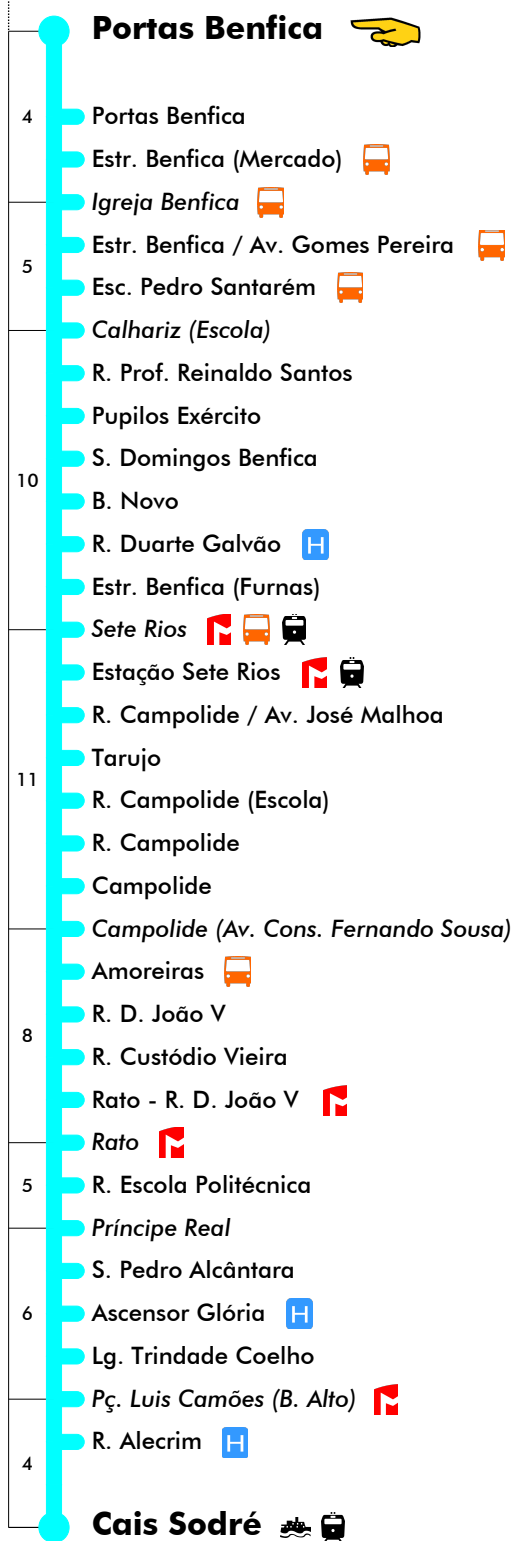 Portas Benfica
4
Portas Benfica
Estr. Benfica (Mercado)
Igreja Benfica
Estr. Benfica / Av. Gomes Pereira
5
Esc. Pedro Santarém
Calhariz (Escola)
R. Prof. Reinaldo Santos
Pupilos Exército
S. Domingos Benfica
10
B. Novo
R. Duarte Galvão H
Estr. Benfica (Furnas)
Sete Rios
Estação Sete Rios
R. Campolide / Av. José Malhoa
Tarujo
11
R. Campolide (Escola)
R. Campolide
Campolide
Campolide (Av. Cons. Fernando Sousa)
Amoreiras
R. D. João V
8
R. Custódio Vieira
Rato - R. D. João V
Rato
5
R. Escola Politécnica
Príncipe Real
S. Pedro Alcântara
6
Ascensor Glória H
Lg. Trindade Coelho
Pç. Luis Camões (B. Alto)
R. Alecrim H
4
Cais Sodré